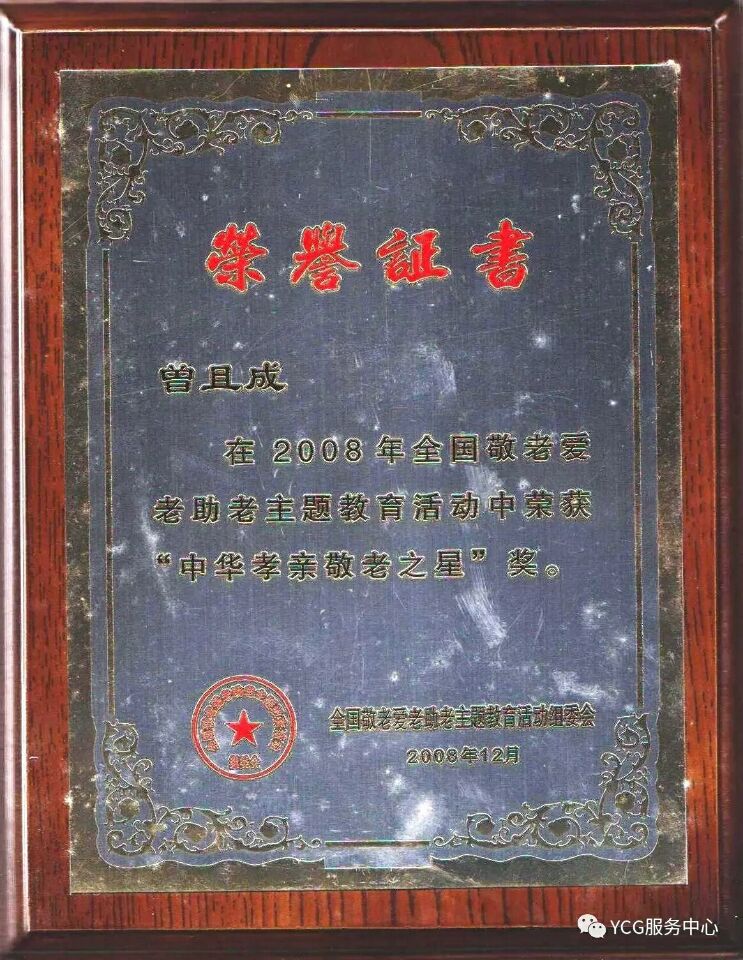 榮譽証書
曾且成
在2008年全国敬老爱
老助老主题教育活动中荣获
“中华孝亲敬老之星”奖。
全国敬老爱老助老主题教育活动组委会
2008年12月
YCG服务中心